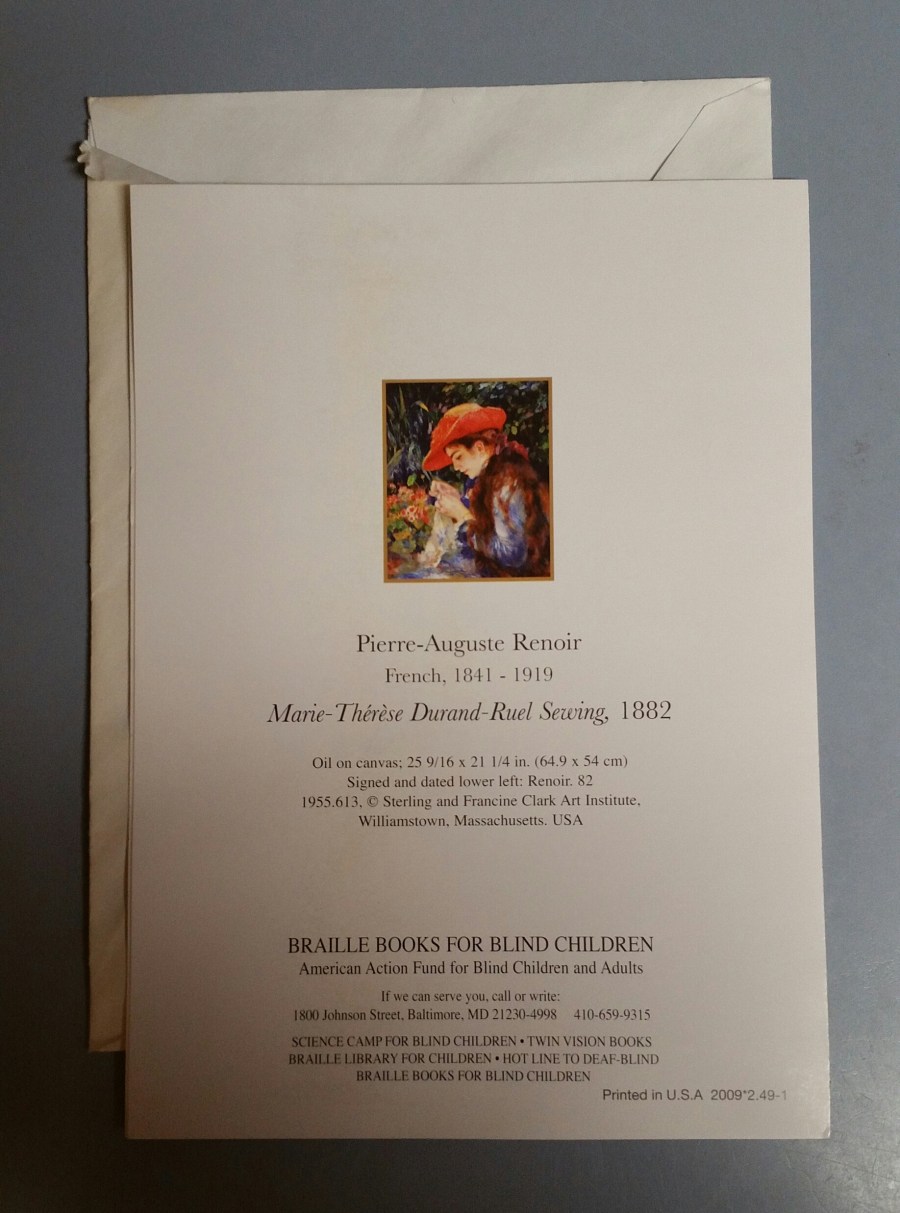 Pierre-Auguste Renoir
French, 1841 - 1919
Marie-Thérèse Durand-Ruel Sewing, 1882
Oil on canvas; 25 9/16 x 21 1/4 in. (64.9 x 54 cm)
Signed and dated lower left: Renoir. 82
1955.613, © Sterling and Francine Clark Art Institute,
Williamstown, Massachusetts. USA
BRAILLE BOOKS FOR BLIND CHILDREN
American Action Fund for Blind Children and Adults
If we can serve you, call or write:
1800 Johnson Street, Baltimore, MD 21230-4998 410-659-9315
SCIENCE CAMP FOR BLIND CHILDREN • TWIN VISION BOOKS
BRAILLE LIBRARY FOR CHILDREN • HOT LINE TO DEAF-BLIND
BRAILLE BOOKS FOR BLIND CHILDREN
Printed in U.S.A 2009*2.49-1